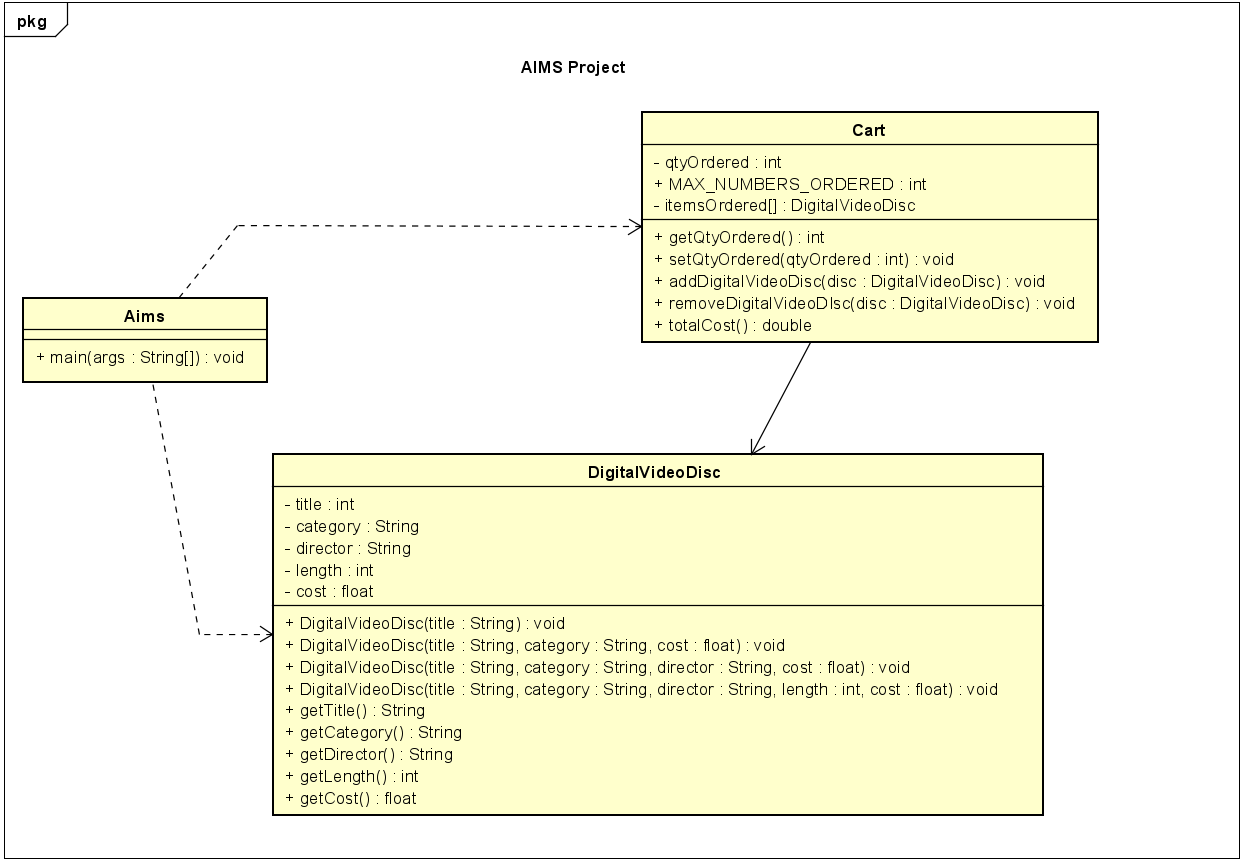 pkg
AIMS Project
Cart
- qtyOrdered : int
+ MAX_NUMBERS_ORDERED : int
- itemsOrdered[] : DigitalVideoDisc
+ getQtyOrdered() : int
+ setQtyOrdered(qtyOrdered : int) : void
+ addDigitalVideoDisc(disc : DigitalVideoDisc) : void
+ removeDigitalVideoDIsc(disc : DigitalVideoDisc) : void
+ totalCost() : double
Aims
+ main(args : String[]) : void
DigitalVideoDisc
- title : int
- category : String
- director : String
- length : int
- cost : float
+ DigitalVideoDisc(title : String) : void
+ DigitalVideoDisc(title : String, category : String, cost : float) : void
+ DigitalVideoDisc(title : String, category : String, director : String, cost : float) : void
+ DigitalVideoDisc(title : String, category : String, director : String, length : int, cost : float) : void
+ getTitle() : String
+ getCategory() : String
+ getDirector() : String
+ getLength() : int
+ getCost() : float